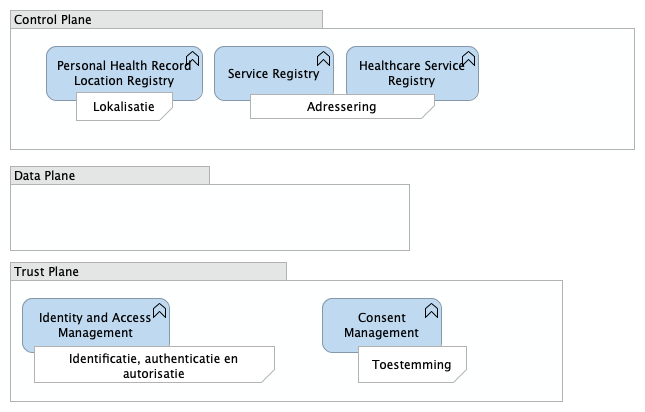 Control Plane
Personal Health Record
Location Registry
Lokalisatie
Service Registry
Healthcare Service
Registry
Adressering
Data Plane
Trust Plane
Identity and Access
Management
Identificatie, authenticatie en
autorisatie
Consent
Management
Toestemming